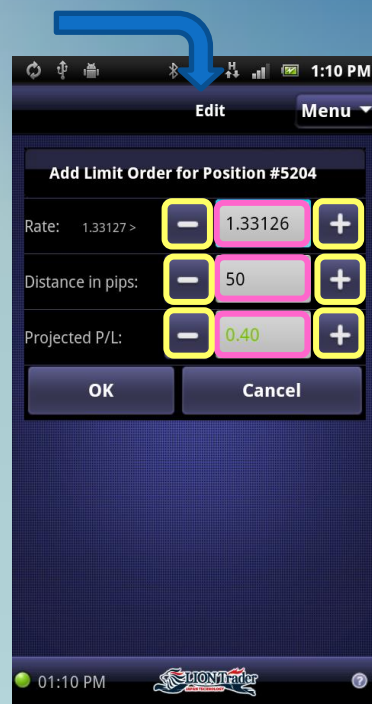 H 1:10 PM
Edit Menu
Add Limit Order for Position #5204
Rate: 1.33127 > − 1.33126 +
Distance in pips: − 50 +
Projected P/L: − 0.40 +
OK Cancel
01:10 PM LIONTrader ?